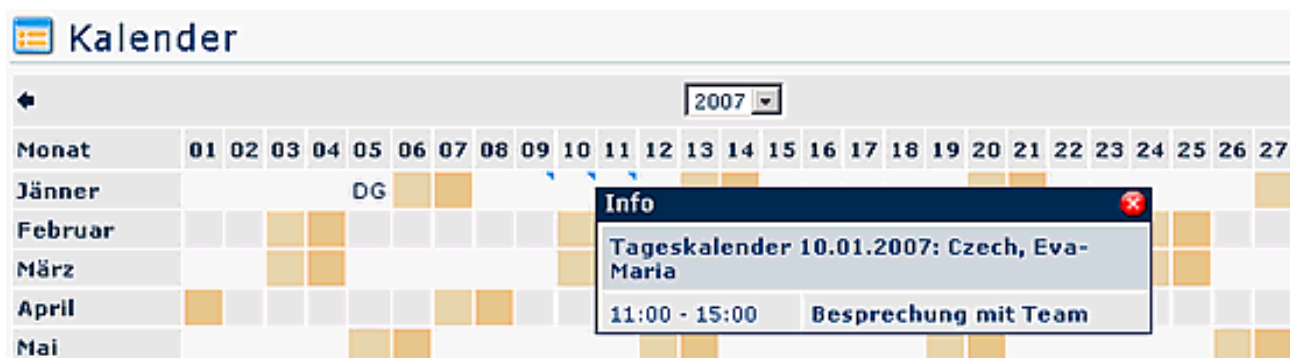 Kalender
2007
Monat 01 02 03 04 05 06 07 08 09 10 11 12 13 14 15 16 17 18 19 20 21 22 23 24 25 26 27
Jänner DG
Info
Februar
Tageskalender 10.01.2007: Czech, Eva-
Maria
März
April
11:00 - 15:00 Besprechung mit Team
Mai